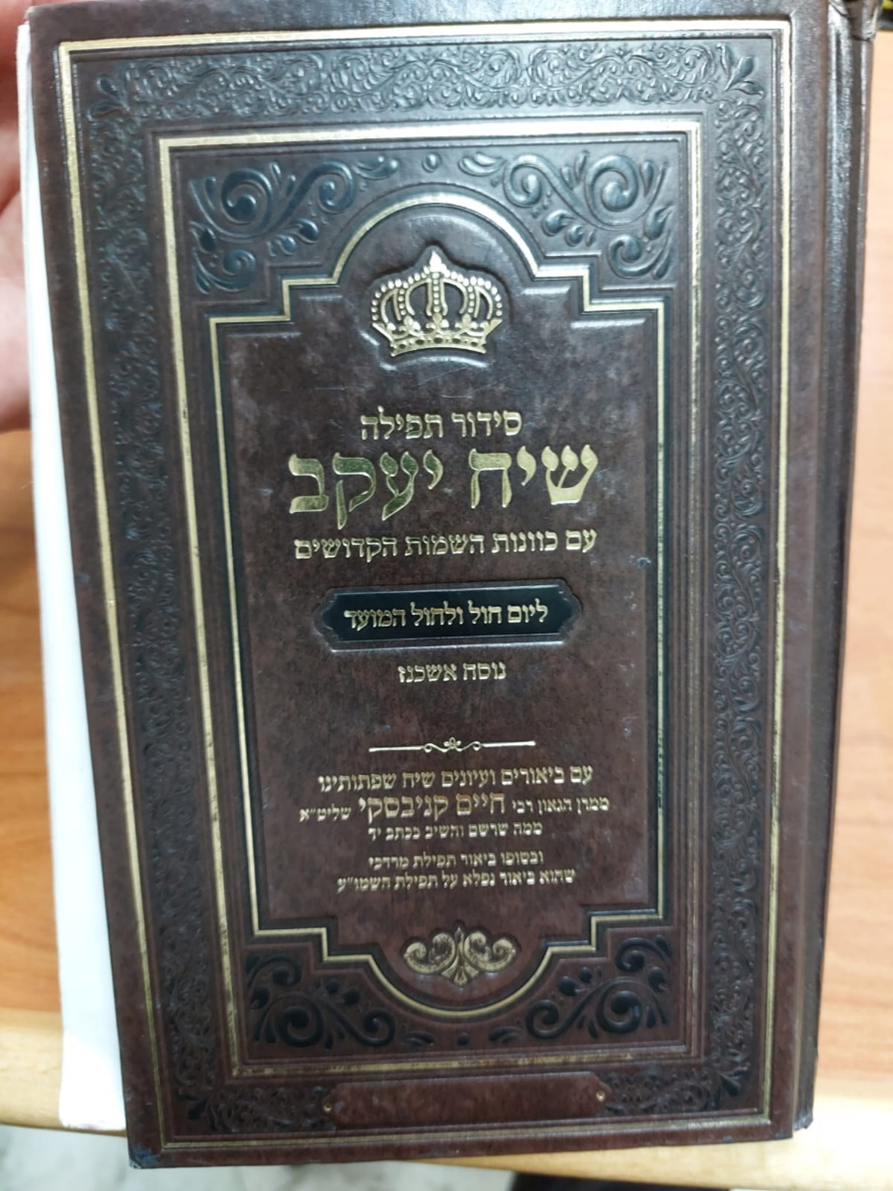 סידור תפילה
שיח יעקב
עם כוונות השמות הקדושים
ליום חול ולחול המועד
נוסח אשכנז
עם ביאורים ועיונים שיח שפתותינו
ממרן הגאון רבי חיים קניבסקי שליט״א
ממה שרשם והשיב בכתב יד
ובסופו ביאור תפילת מרדכי
שהוא ביאור נפלא על תפילת השמו״ע